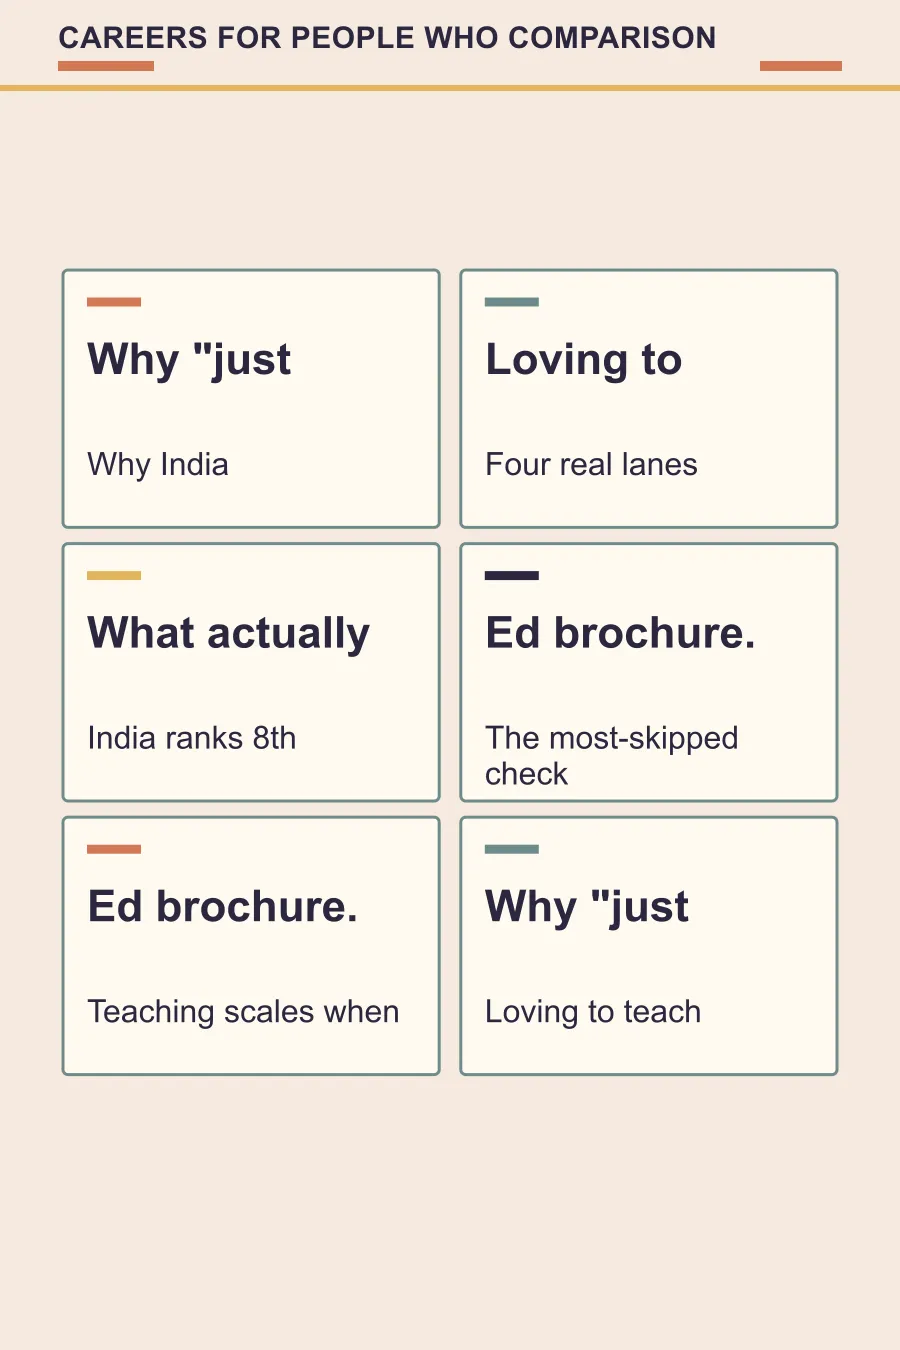 CAREERS FOR PEOPLE WHO COMPARISON
Why "just
Why India
Loving to
Four real lanes
What actually
India ranks 8th
Ed brochure.
The most-skipped
check
Ed brochure.
Teaching scales when
Why "just
Loving to teach